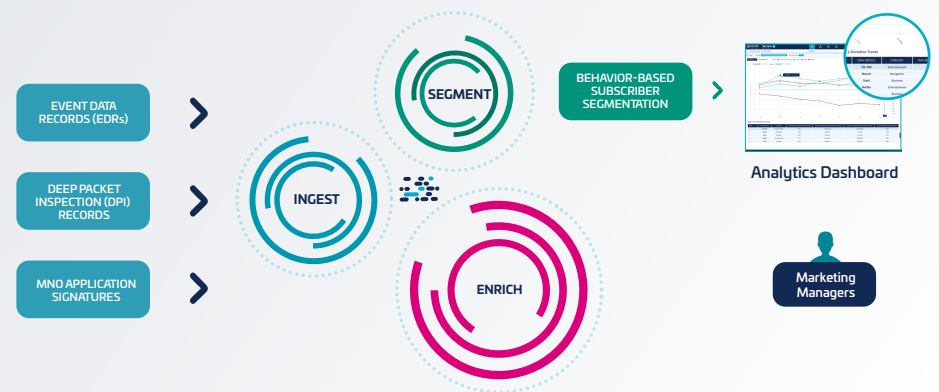 EVENT DATA
RECORDS (EDRs)
DEEP PACKET
INSPECTION (DPI)
RECORDS
MNO APPLICATION
SIGNATURES
INGEST
SEGMENT
ENRICH
BEHAVIOR-BASED
SUBSCRIBER
SEGMENTATION
Analytics Dashboard
Marketing
Managers